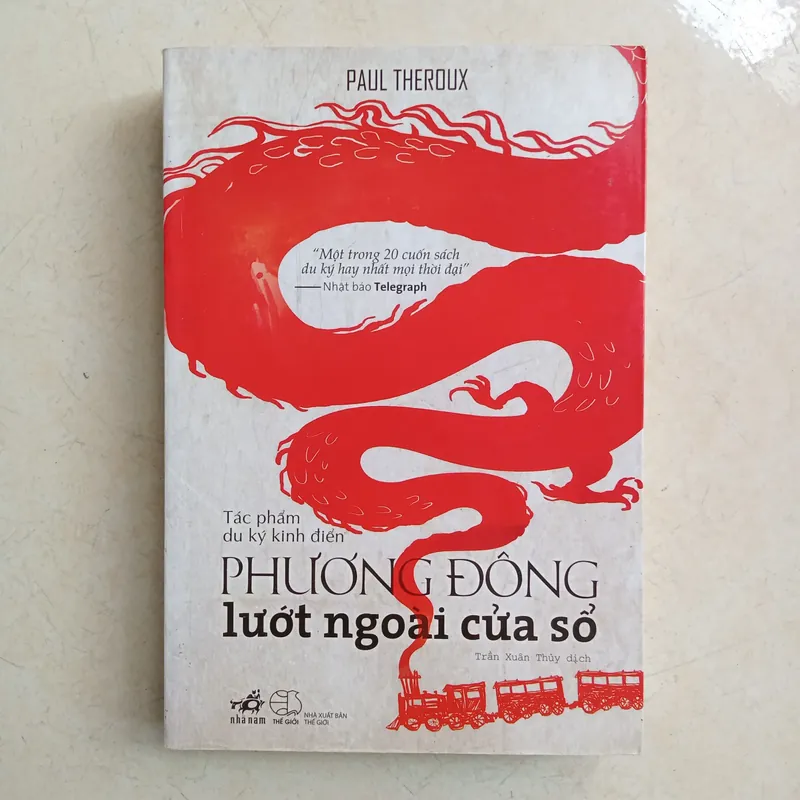 PAUL THEROUX
“Một trong 20 cuốn sách
du ký hay nhất mọi thời đại”
Nhật báo Telegraph
Tác phẩm
du ký kinh điển
PHƯƠNG ĐÔNG
lướt ngoài cửa sổ
Trần Xuân Thủy dịch
nhã nam
THẾ GIỚI
NHÀ XUẤT BẢN
THẾ GIỚI